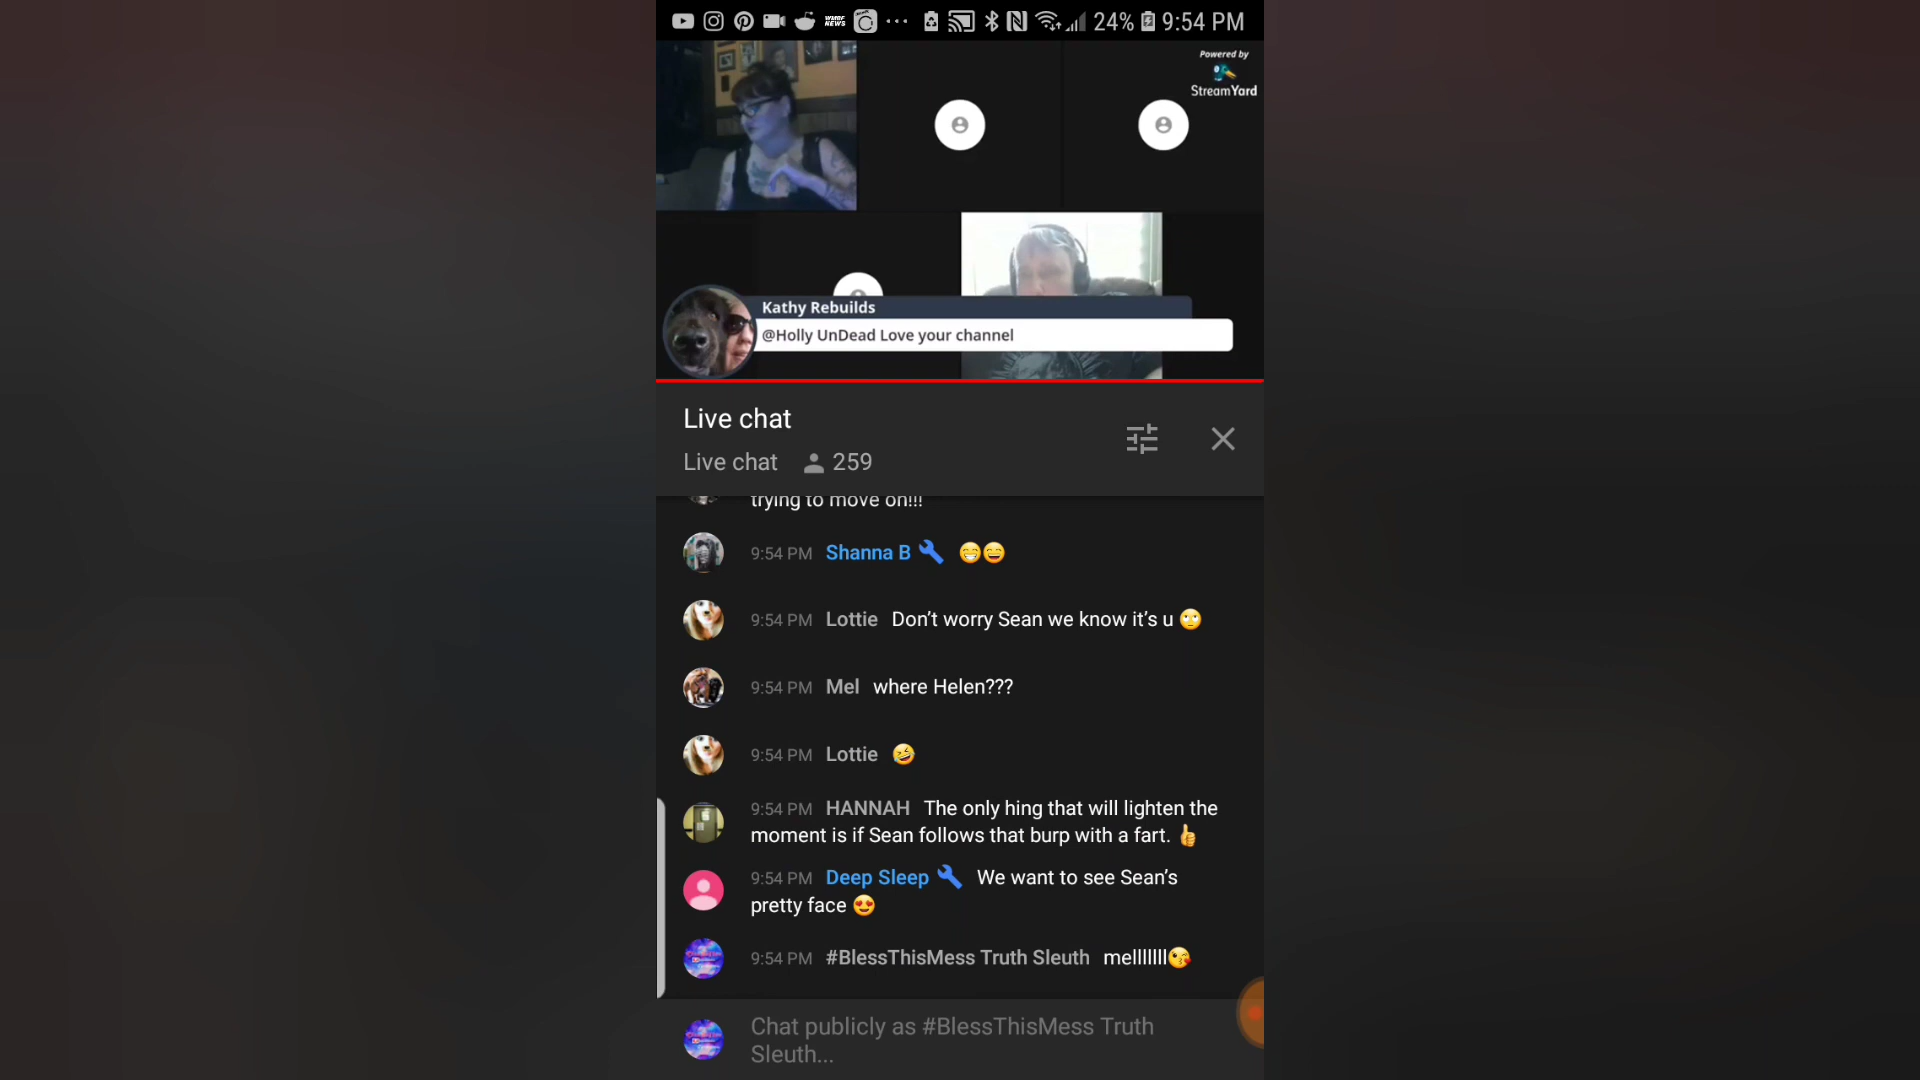 24% 9:54 PM
Powered by
StreamYard
Kathy Rebuilds
@Holly UnDead Love your channel
Live chat
Live chat 259
trying to move on!!!
9:54 PM Shanna B 😁😄
9:54 PM Lottie Don’t worry Sean we know it’s u 🙄
9:54 PM Mel where Helen???
9:54 PM Lottie 🤣
9:54 PM HANNAH The only hing that will lighten the
moment is if Sean follows that burp with a fart. 👍
9:54 PM Deep Sleep We want to see Sean’s
pretty face 😍
9:54 PM #BlessThisMess Truth Sleuth melllllll😘
Chat publicly as #BlessThisMess Truth
Sleuth...